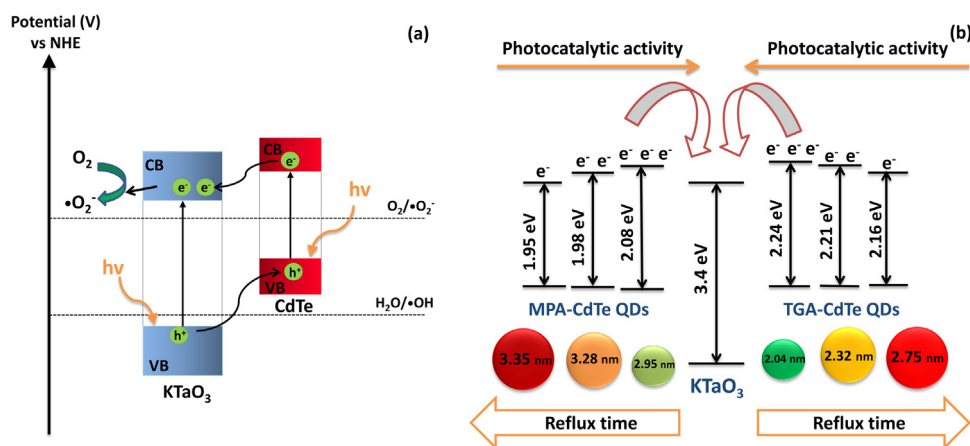 Potential (V)
vs NHE
(a)
CB
CB
e-
O₂
e- e-
•O₂-
hν
O₂/•O₂-
hν
h+
VB
CdTe
H₂O/•OH
h+
VB
KTaO₃
(b)
Photocatalytic activity
Photocatalytic activity
e- e- e-
e- e- e-
e- e-
e- e-
e-
e-
1.95 eV
1.98 eV
2.08 eV
3.4 eV
2.24 eV
2.21 eV
2.16 eV
MPA-CdTe QDs
TGA-CdTe QDs
3.35 nm
3.28 nm
2.95 nm
2.04 nm
2.32 nm
2.75 nm
KTaO₃
Reflux time
Reflux time